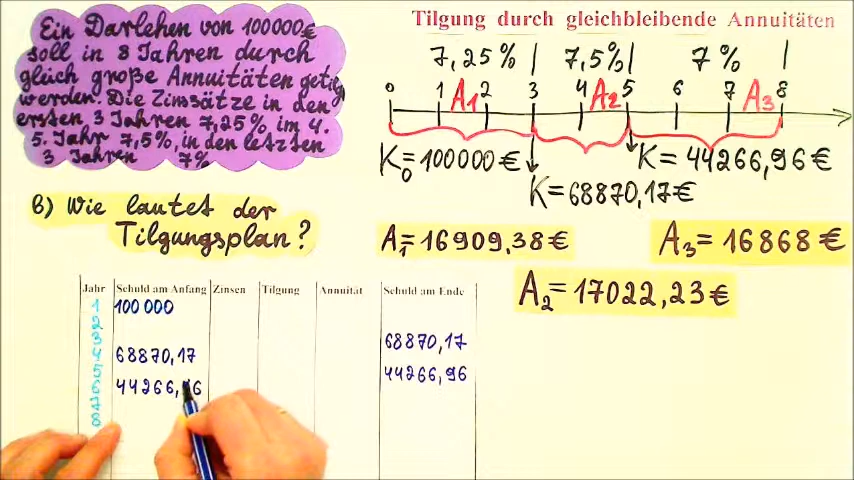 Tilgung durch gleichbleibende Annuitäten
Ein Darlehen von 100000€
soll in 8 Jahren durch
gleich große Annuitäten getilg
werden. Die Zinssätze in den
ersten 3 Jahren 7,25% im 4.
5. Jahr 7,5%, in den letzten
3 Jahren 7%
7,25% 7,5% 7%
0 1 2 3 4 5 6 7 8
A1 A2 A3
K0=100000€
K=68870,17€
K=44266,96€
b) Wie lautet der
Tilgungsplan?
A1=16909,38€
A3=16868€
A2=17022,23€
Jahr Schuld am Anfang Zinsen Tilgung Annuität Schuld am Ende
1 100 000
2
3 68870,17
4 68870,17
5 44266,96
6 44266, 6
7
8